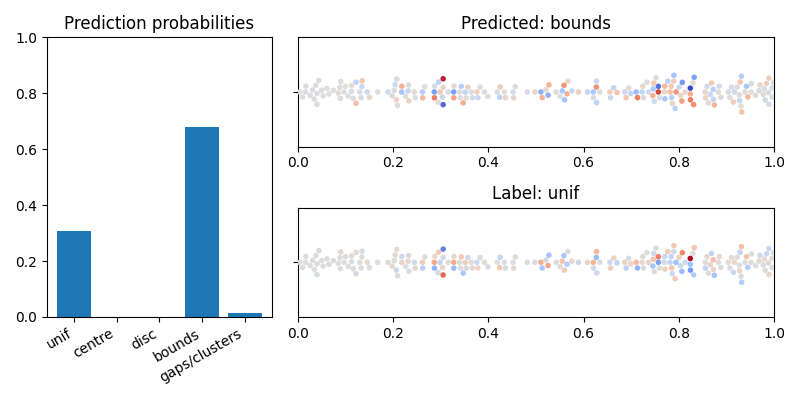 Prediction probabilities
1.0
0.8
0.6
0.4
0.2
0.0
unif
centre
disc
bounds
gaps/clusters
Predicted: bounds
0.0 0.2 0.4 0.6 0.8 1.0
Label: unif
0.0 0.2 0.4 0.6 0.8 1.0